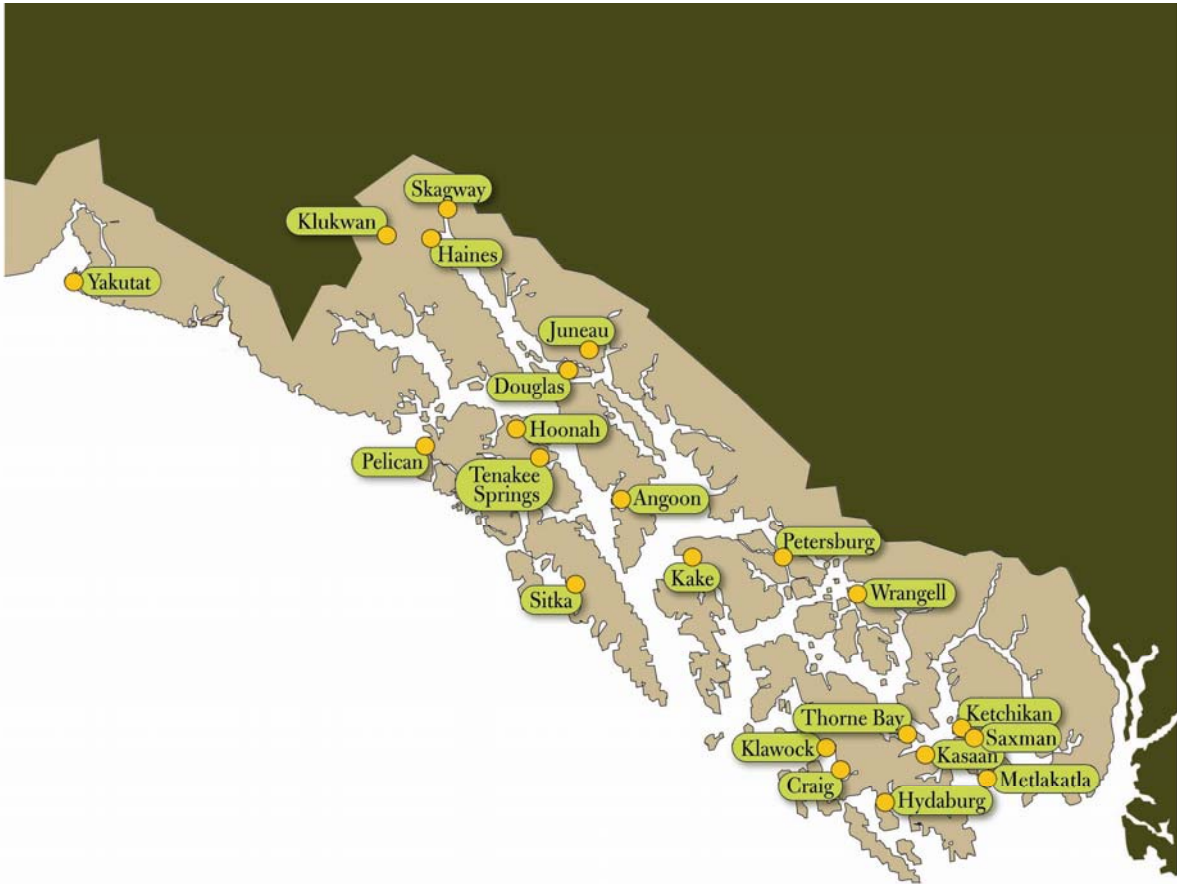 Skagway
Klukwan
Haines
Yakutat
Juneau
Douglas
Hoonah
Pelican
Tenakee
Springs
Angoon
Petersburg
Kake
Sitka
Wrangell
Ketchikan
Thorne Bay
Saxman
Klawock
Kasaan
Craig
Metlakatla
Hydaburg